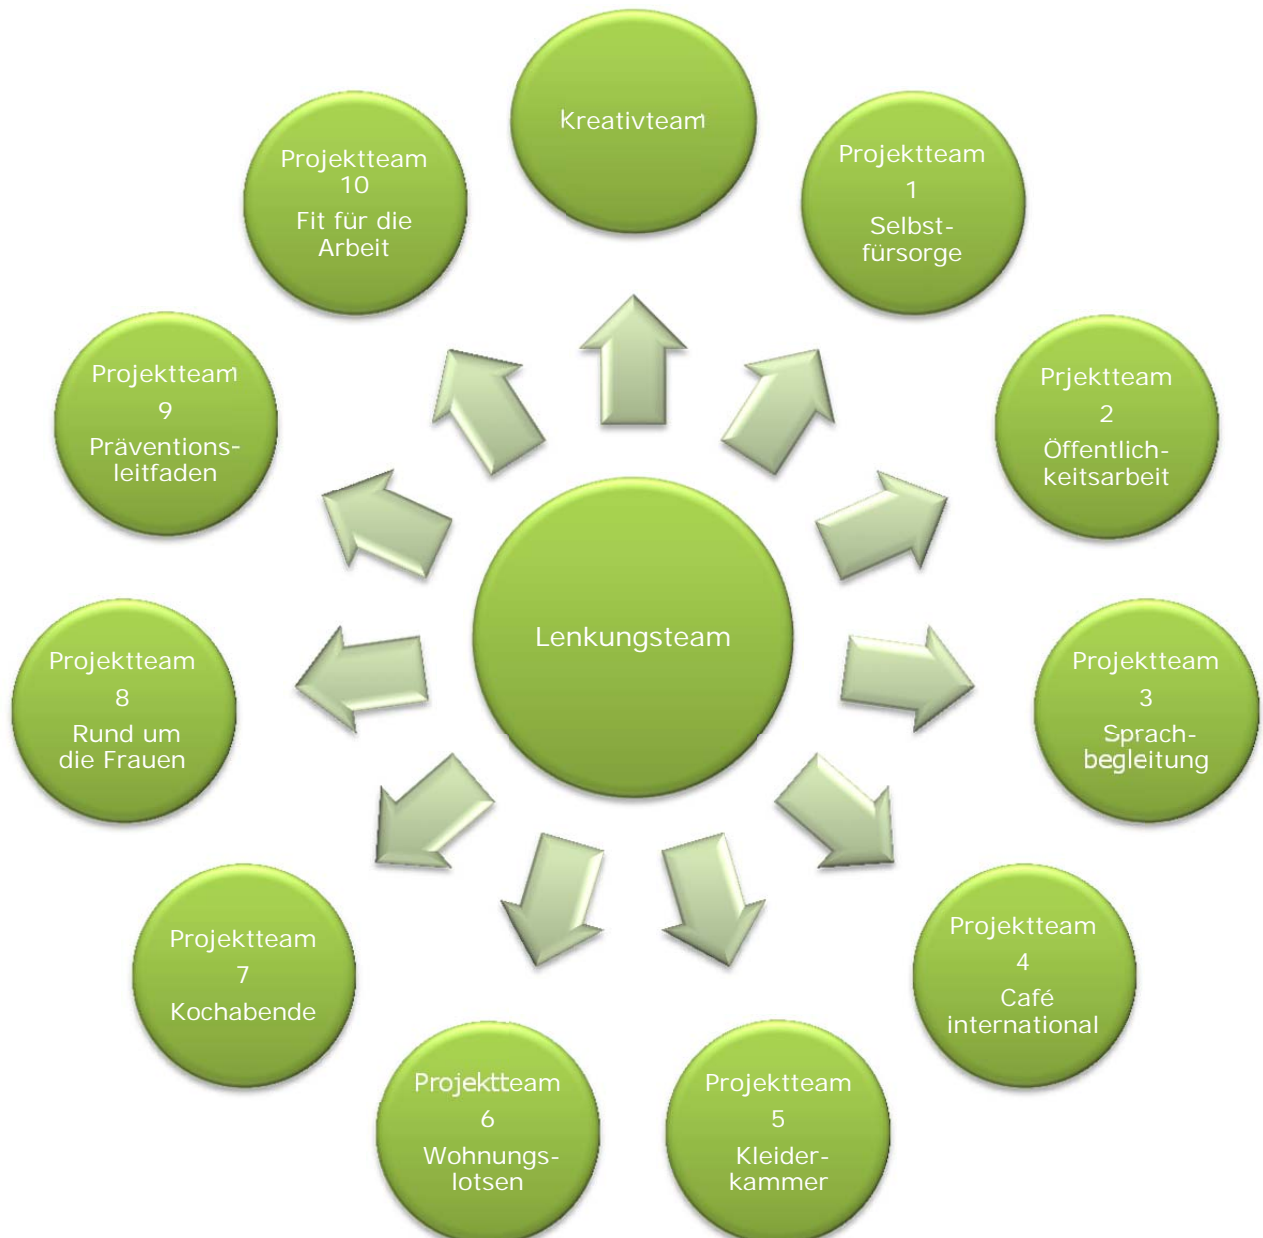 Kreativteam
Projektteam
1
Selbst-
fürsorge
Prjektteam
2
Öffentlich-
keitsarbeit
Projektteam
3
Sprach-
begleitung
Projektteam
4
Café
international
Projektteam
5
Kleider-
kammer
Projektteam
6
Wohnungs-
lotsen
Projektteam
7
Kochabende
Projektteam
8
Rund um
die Frauen
Projektteam
9
Präventions-
leitfaden
Projektteam
10
Fit für die
Arbeit
Lenkungsteam